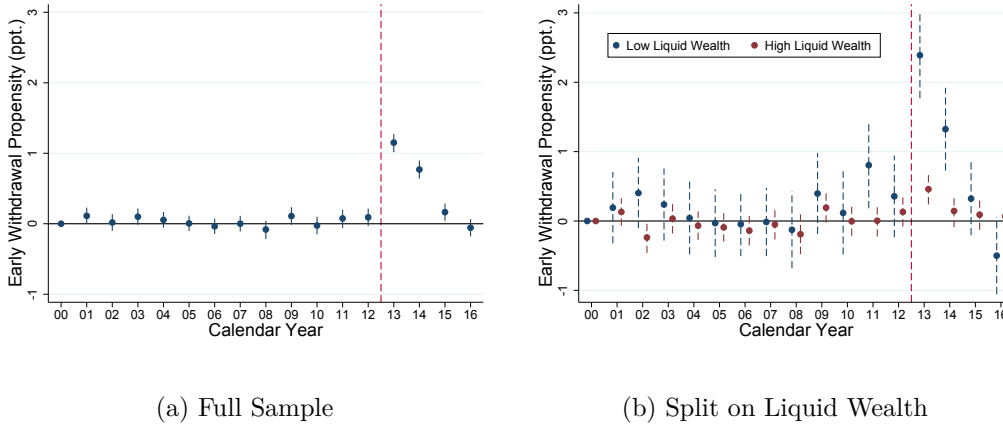 Early Withdrawal Propensity (ppt.)
3
2
1
0
-1
00 01 02 03 04 05 06 07 08 09 10 11 12 13 14 15 16
Calendar Year
(a) Full Sample
Early Withdrawal Propensity (ppt.)
3
2
1
0
-1
Low Liquid Wealth High Liquid Wealth
00 01 02 03 04 05 06 07 08 09 10 11 12 13 14 15 16
Calendar Year
(b) Split on Liquid Wealth